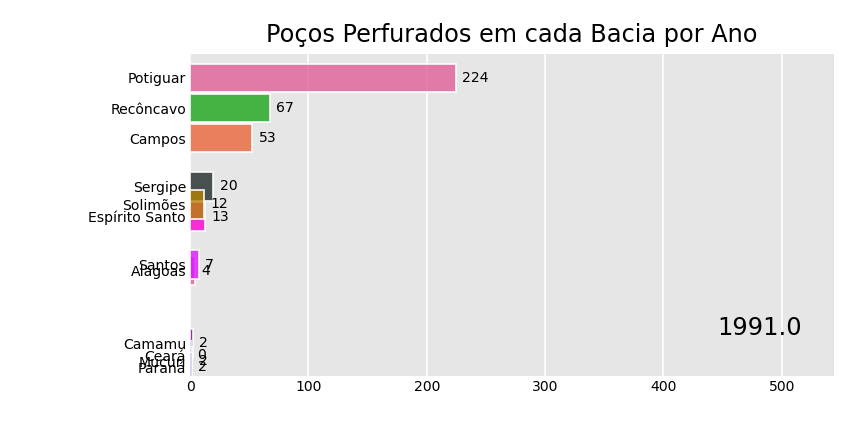 Poços Perfurados em cada Bacia por Ano
Potiguar 224
Recôncavo 67
Campos 53
Sergipe 20
Solimões 12
Espírito Santo 13
Santos 7
Alagoas 4
Camamu 2
Ceará 0
Mucuri 2
Paraná 2
1991.0
0 100 200 300 400 500